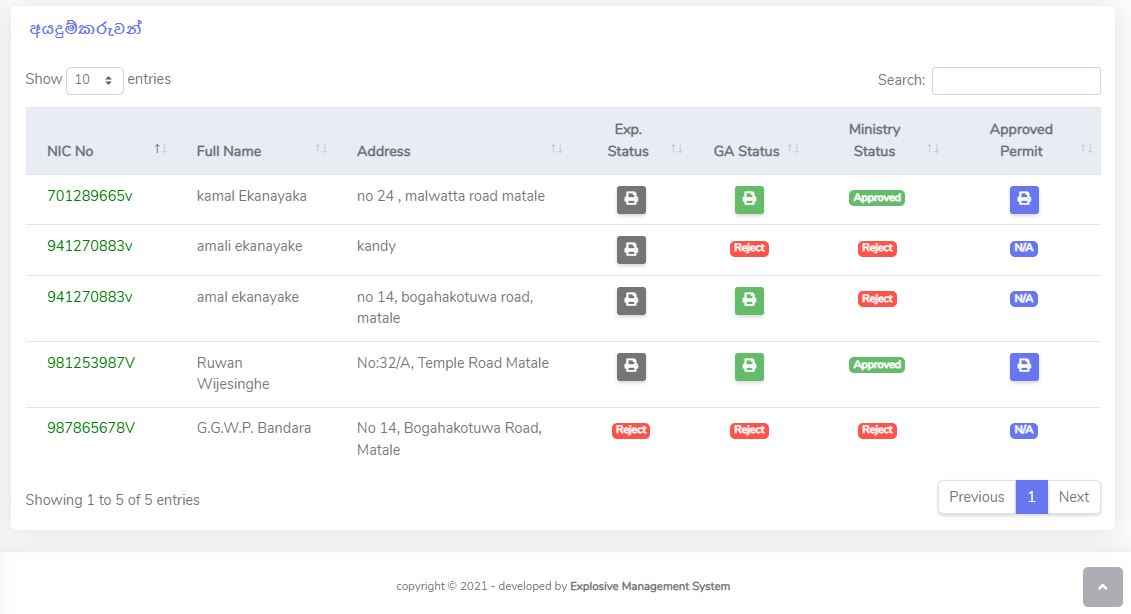 අයදුම්කරුවන්
Show 10 entries
Search:
Exp. Ministry Approved
NIC No Full Name Address Status GA Status Status Permit
701289665v kamal Ekanayaka no 24 , malwatta road matale Approved
941270883v amali ekanayake kandy Reject Reject N/A
941270883v amal ekanayake no 14, bogahakotuwa road, Reject N/A
matale
981253987V Ruwan No:32/A, Temple Road Matale Approved
Wijesinghe
987865678V G.G.W.P. Bandara No 14, Bogahakotuwa Road, Reject Reject Reject N/A
Matale
Showing 1 to 5 of 5 entries
Previous 1 Next
copyright © 2021 - developed by Explosive Management System